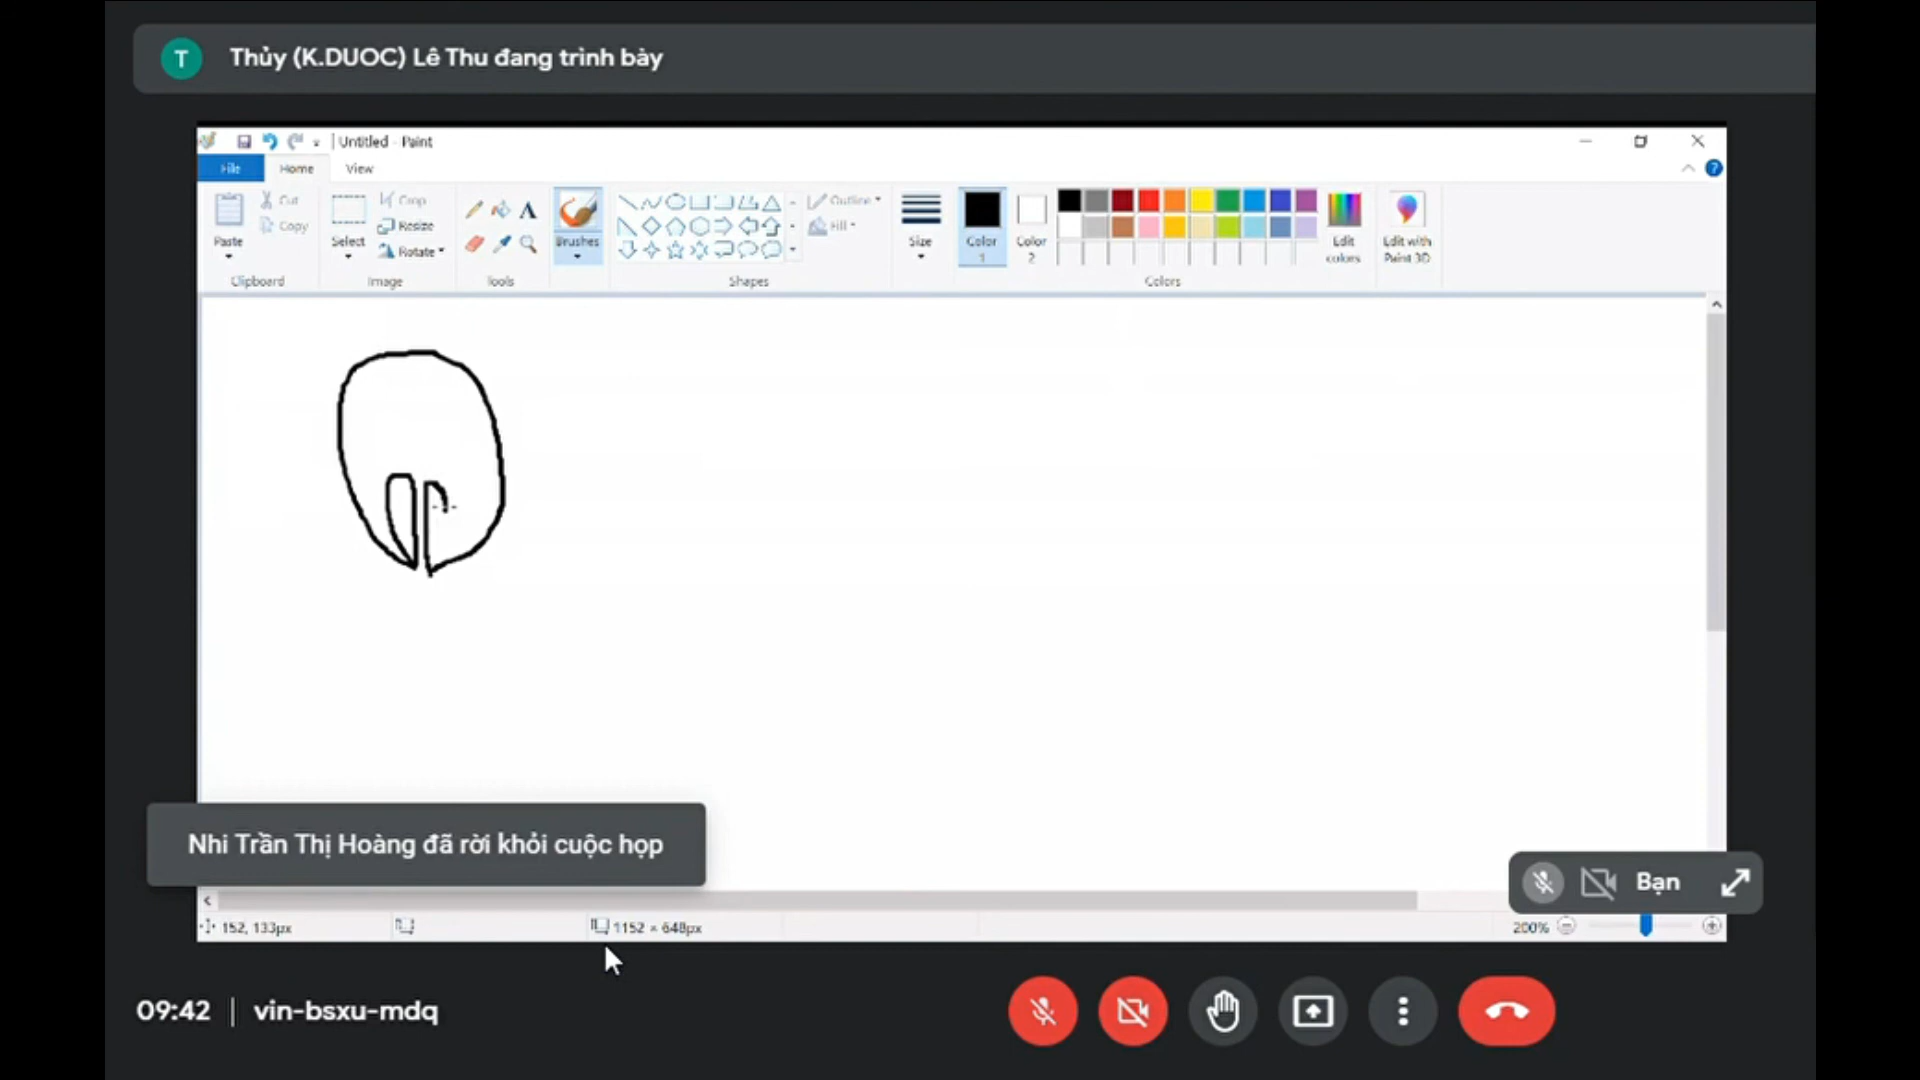 T
Thủy (K.DUOC) Lê Thu đang trình bày
Untitled - Paint
File Home View
Paste
Cut
Copy
Clipboard
Select
Crop
Resize
Rotate
Image
A
Tools
Brushes
Outline
Fill
Shapes
Size
Color 1
Color 2
Edit colors
Edit with Paint 3D
Colors
Nhi Trần Thị Hoàng đã rời khỏi cuộc họp
Bạn
152, 133px
1152 × 648px
200%
09:42 | vin-bsxu-mdq